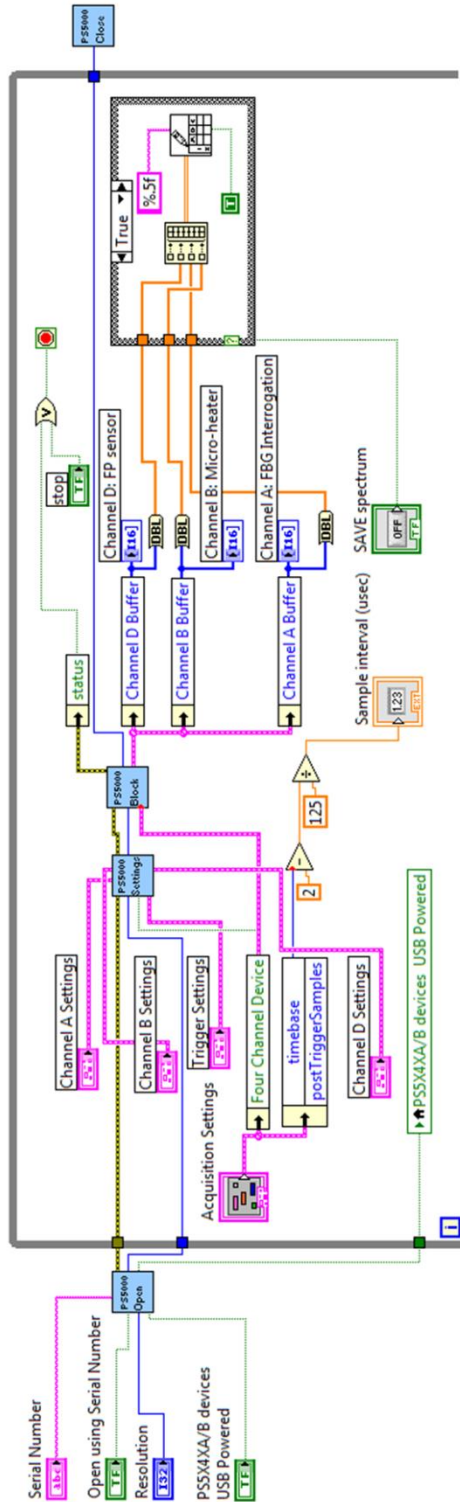 Serial Number
abc
Open using Serial Number
TF
Resolution
I32
PS5X4XA/B devices
USB Powered
TF
PS5000
Open
Channel A Settings
Channel B Settings
Trigger Settings
Acquisition Settings
Four Channel Device
timebase
postTriggerSamples
Channel D Settings
PS5X4XA/B devices USB Powered
i
PS5000
Settings
PS5000
Block
2
-
125
÷
Sample interval (usec)
1.23
EXT
status
stop
TF
V
Channel D Buffer
Channel D: FP sensor
I16
DBL
Channel B Buffer
DBL
Channel B: Micro-heater
I16
Channel A Buffer
Channel A: FBG Interrogation
I16
DBL
SAVE spectrum
OFF
TF
True
%.5f
T
?
PS5000
Close